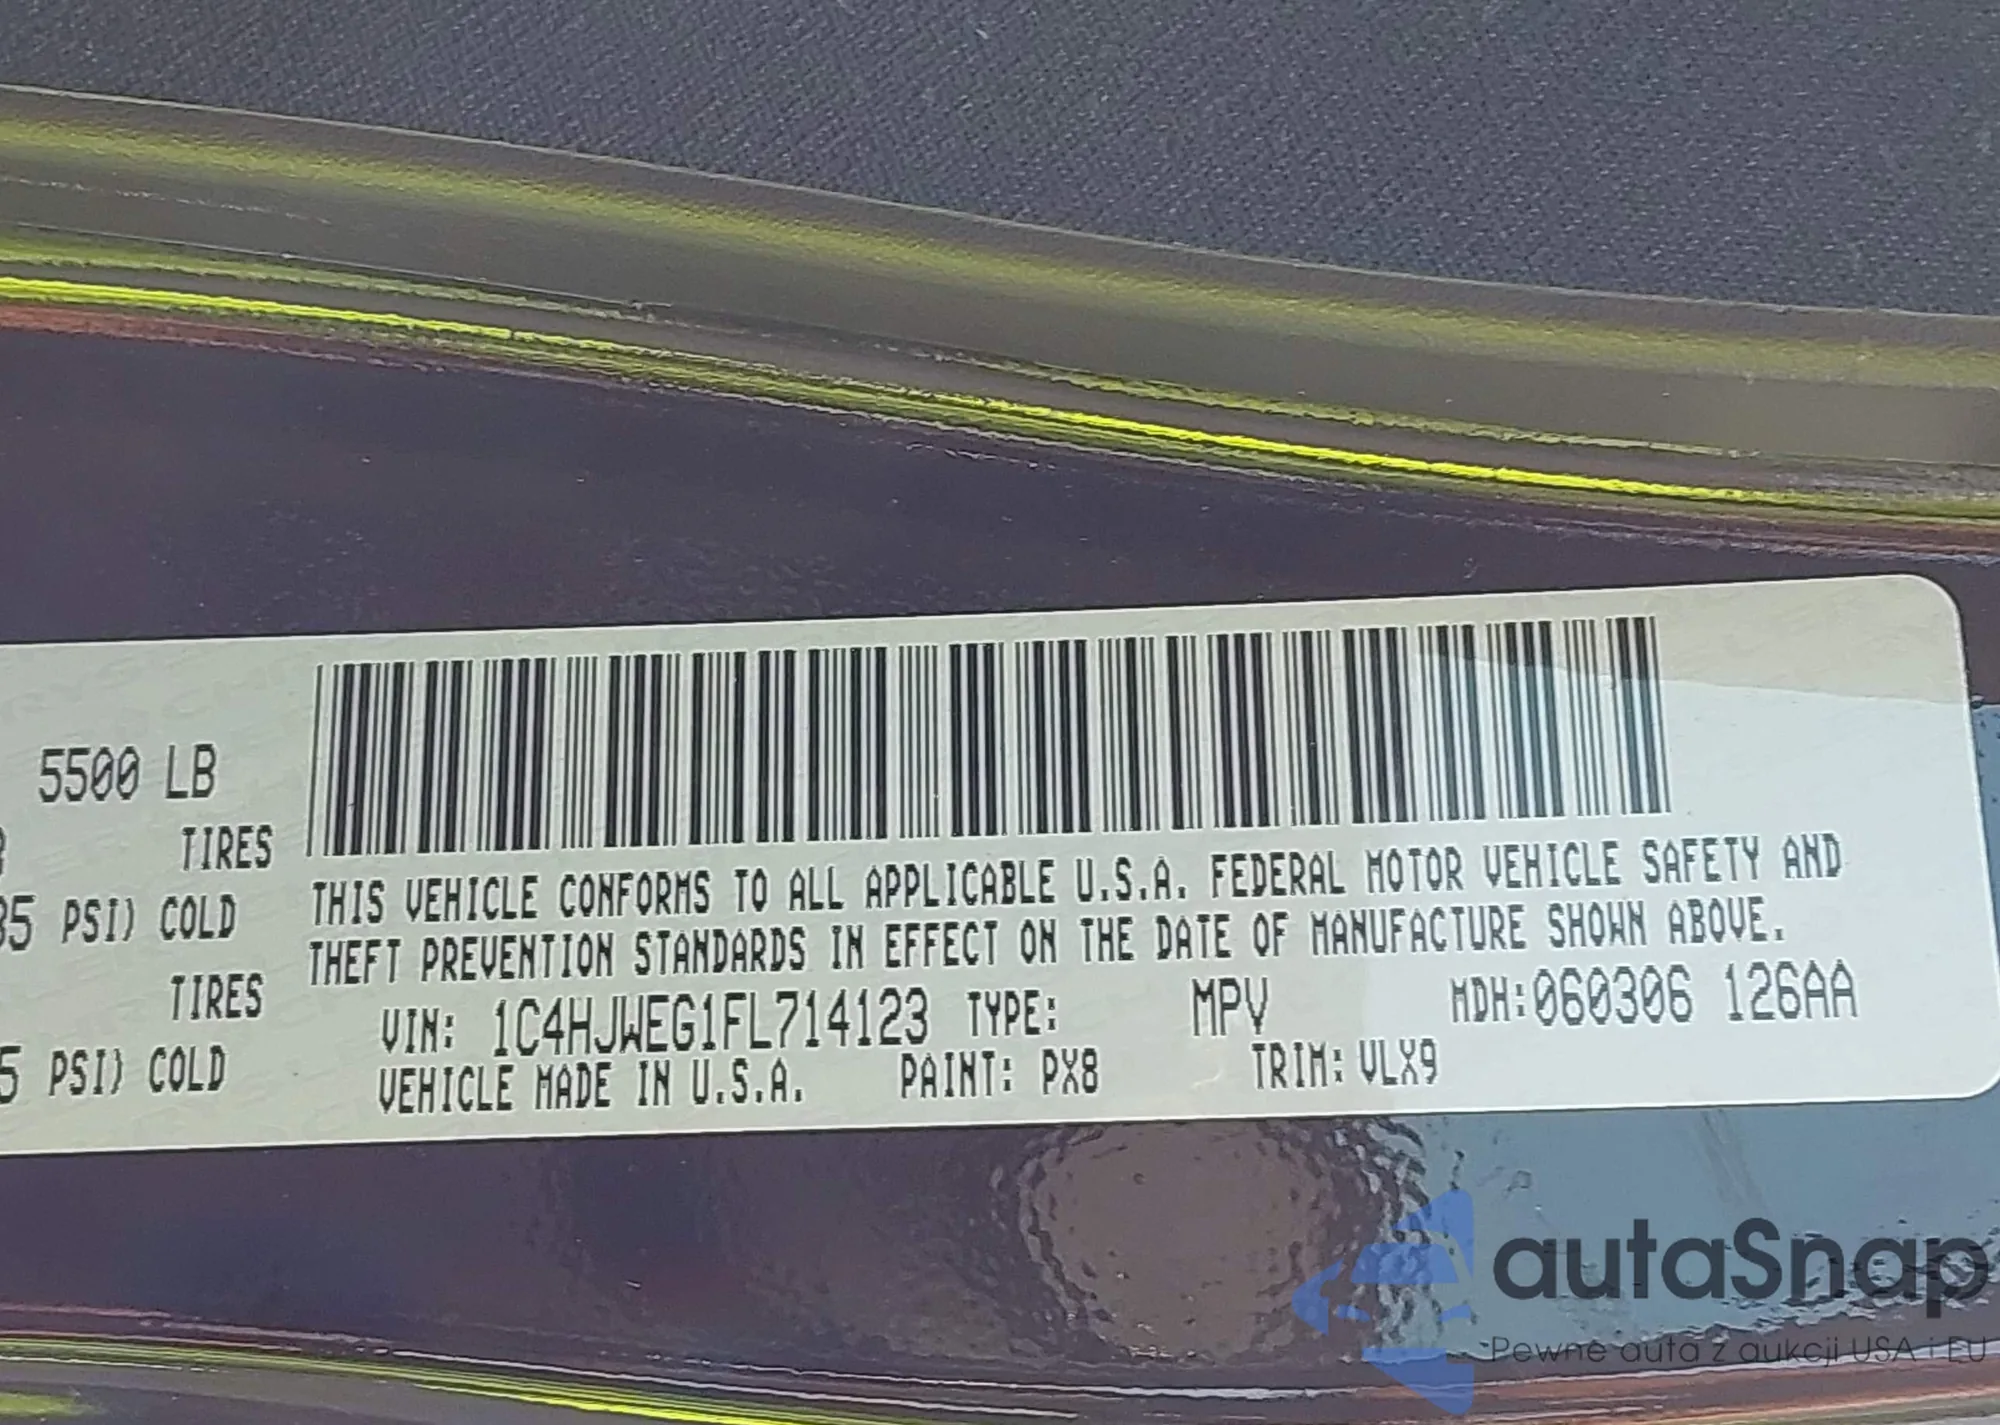 5500 LB
TIRES
35 PSI) COLD
THIS VEHICLE CONFORMS TO ALL APPLICABLE U.S.A. FEDERAL MOTOR VEHICLE SAFETY AND
THEFT PREVENTION STANDARDS IN EFFECT ON THE DATE OF MANUFACTURE SHOWN ABOVE.
TIRES
VIN: 1C4HJWEG1FL714123 TYPE: MPV MDH:060306 126AA
5 PSI) COLD
VEHICLE MADE IN U.S.A. PAINT: PX8 TRIM: VLX9
autaSnap
Pewne auta z aukcji USA i EU